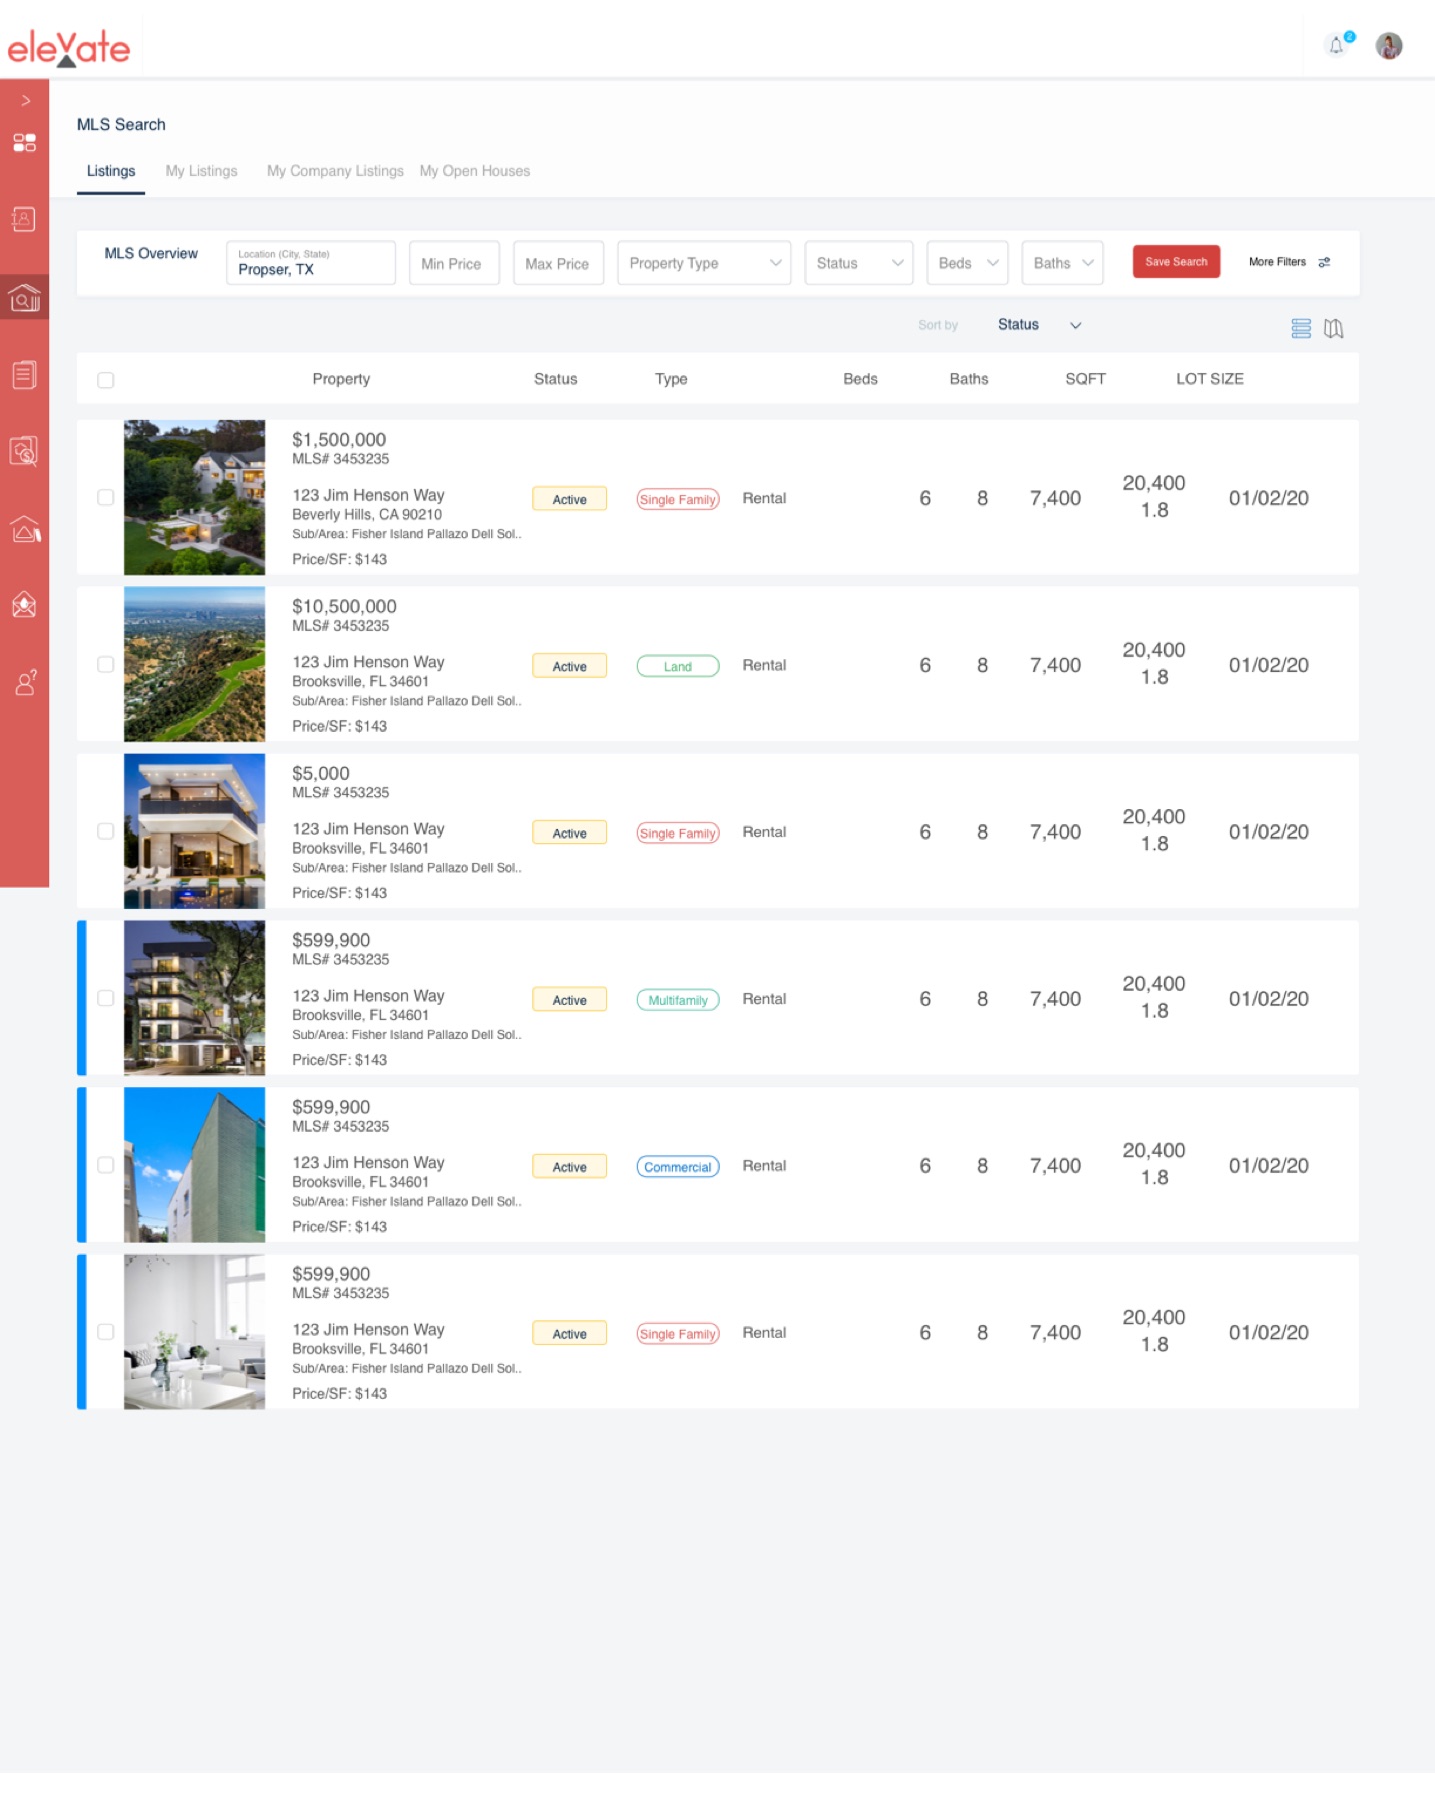 elevate
2
MLS Search
Listings My Listings My Company Listings My Open Houses
MLS Overview
Location (City, State)
Propser, TX
Min Price
Max Price
Property Type
Status
Beds
Baths
Save Search
More Filters
Sort by Status
Property Status Type Beds Baths SQFT LOT SIZE
$1,500,000
MLS# 3453235
123 Jim Henson Way
Beverly Hills, CA 90210
Sub/Area: Fisher Island Pallazo Dell Sol..
Price/SF: $143
Active Single Family Rental 6 8 7,400 20,400 01/02/20
1.8
$10,500,000
MLS# 3453235
123 Jim Henson Way
Brooksville, FL 34601
Sub/Area: Fisher Island Pallazo Dell Sol..
Price/SF: $143
Active Land Rental 6 8 7,400 20,400 01/02/20
1.8
$5,000
MLS# 3453235
123 Jim Henson Way
Brooksville, FL 34601
Sub/Area: Fisher Island Pallazo Dell Sol..
Price/SF: $143
Active Single Family Rental 6 8 7,400 20,400 01/02/20
1.8
$599,900
MLS# 3453235
123 Jim Henson Way
Brooksville, FL 34601
Sub/Area: Fisher Island Pallazo Dell Sol..
Price/SF: $143
Active Multifamily Rental 6 8 7,400 20,400 01/02/20
1.8
$599,900
MLS# 3453235
123 Jim Henson Way
Brooksville, FL 34601
Sub/Area: Fisher Island Pallazo Dell Sol..
Price/SF: $143
Active Commercial Rental 6 8 7,400 20,400 01/02/20
1.8
$599,900
MLS# 3453235
123 Jim Henson Way
Brooksville, FL 34601
Sub/Area: Fisher Island Pallazo Dell Sol..
Price/SF: $143
Active Single Family Rental 6 8 7,400 20,400 01/02/20
1.8